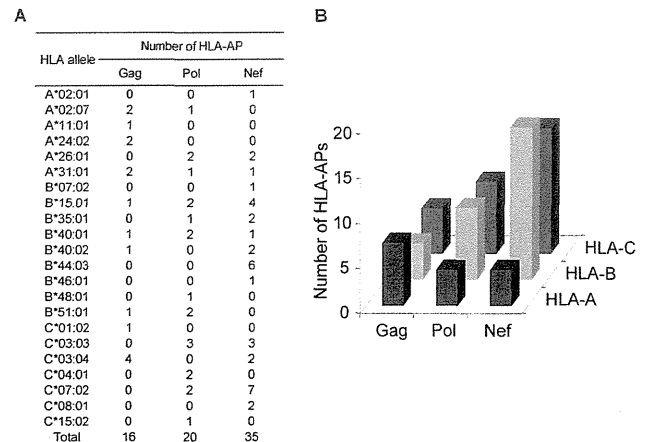 A
HLA allele Number of HLA-AP
Gag Pol Nef
A*02:01 0 0 1
A*02:07 2 1 0
A*11:01 1 0 0
A*24:02 2 0 0
A*26:01 0 2 2
A*31:01 2 1 1
B*07:02 0 0 1
B*15.01 1 2 4
B*35:01 0 1 2
B*40:01 1 2 1
B*40:02 1 0 2
B*44:03 0 0 6
B*46:01 0 0 1
B*48:01 0 1 0
B*51:01 1 2 0
C*01:02 1 0 0
C*03:03 0 3 3
C*03:04 4 0 2
C*04:01 0 2 0
C*07:02 0 2 7
C*08:01 0 0 2
C*15:02 0 1 0
Total 16 20 35
B
Number of HLA-APs
20
15
10
5
0
Gag Pol Nef
HLA-C
HLA-B
HLA-A